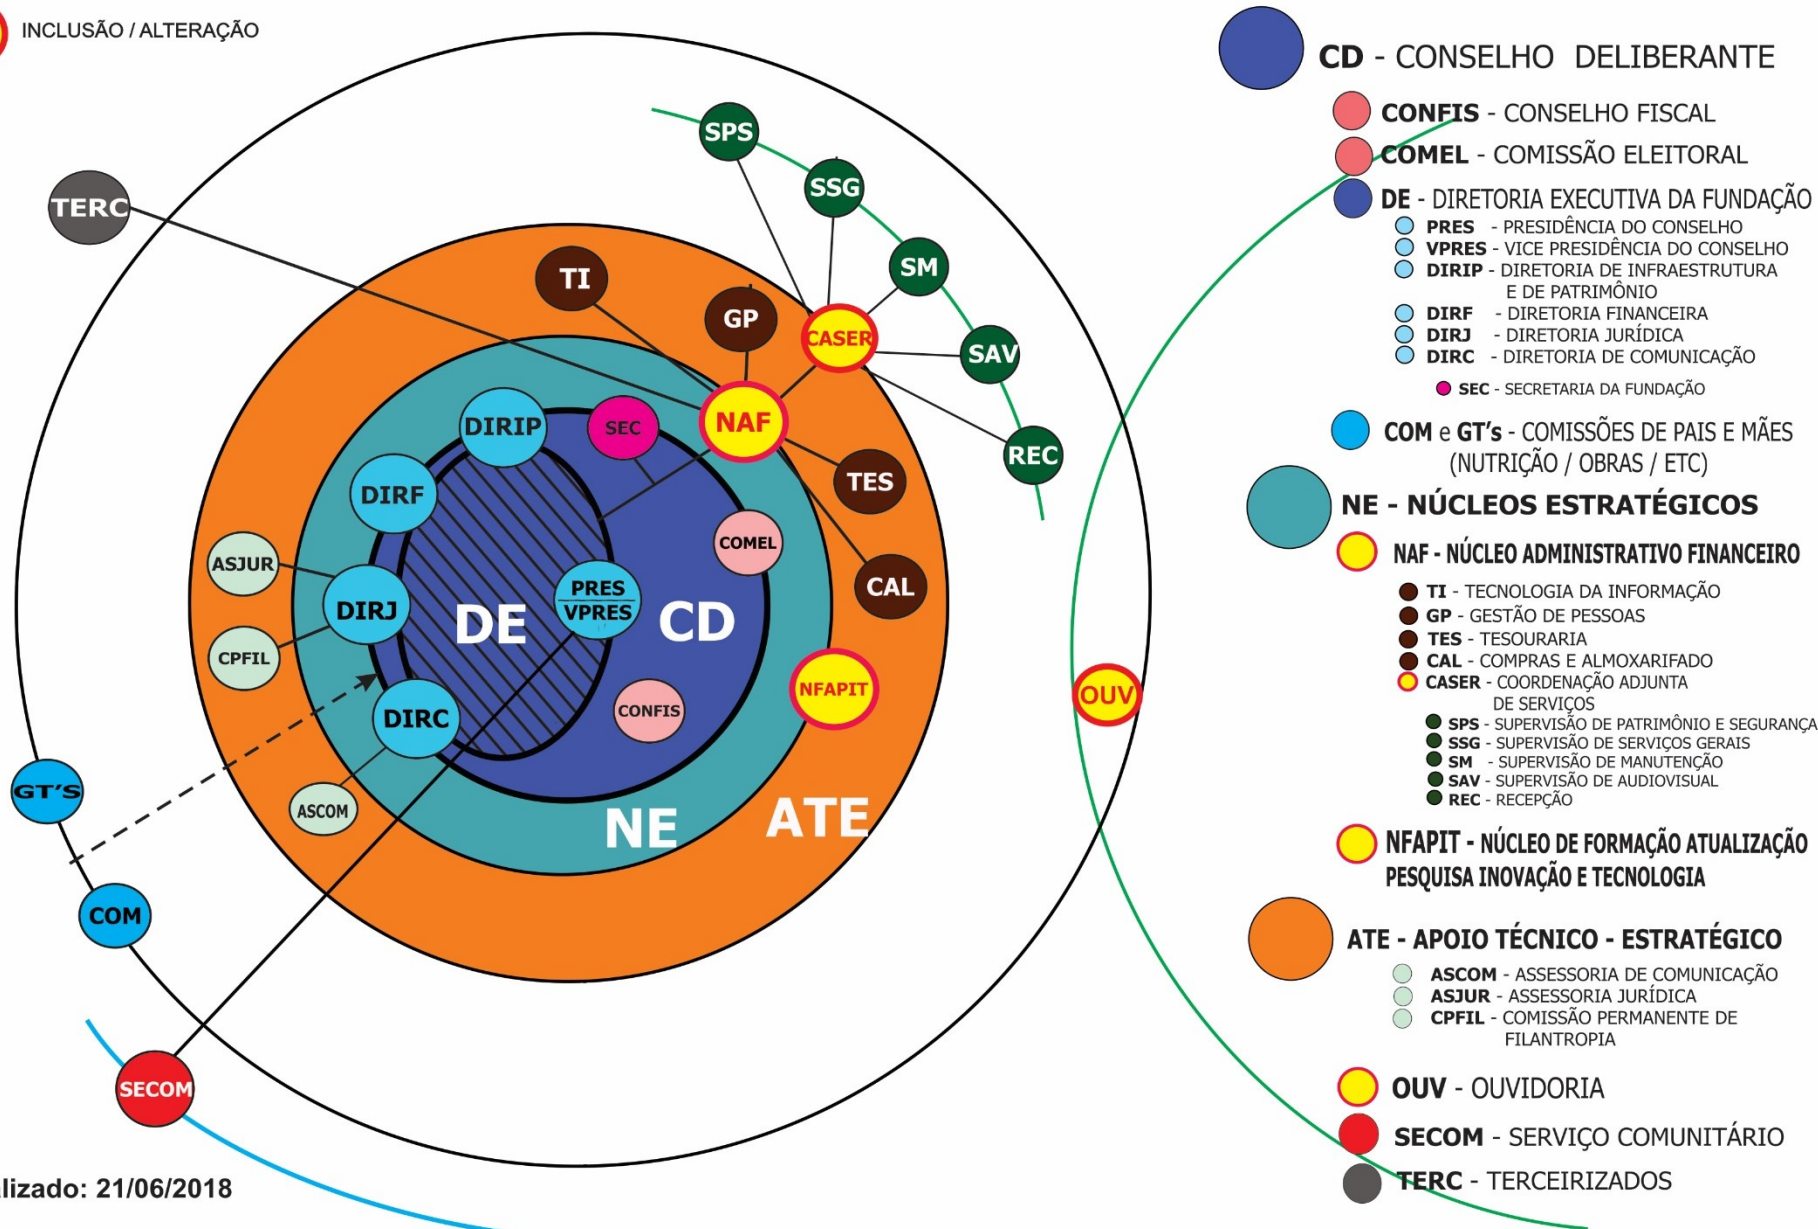 INCLUSÃO / ALTERAÇÃO
SPS
SSG
TERC
SM
TI
GP
CASER
SAV
DIRIP
SEC
NAF
REC
DIRF
TES
ASJUR
COMEL
CAL
DIRJ
DE
PRES
VPRES
CD
CPFIL
NFAPIT
OUV
DIRC
CONFIS
GT'S
ASCOM
NE
ATE
COM
SECOM
lizado: 21/06/2018
CD - CONSELHO DELIBERANTE
CONFIS - CONSELHO FISCAL
COMEL - COMISSÃO ELEITORAL
DE - DIRETORIA EXECUTIVA DA FUNDAÇÃO
PRES - PRESIDÊNCIA DO CONSELHO
VPRES - VICE PRESIDÊNCIA DO CONSELHO
DIRIP - DIRETORIA DE INFRAESTRUTURA
E DE PATRIMÔNIO
DIRF - DIRETORIA FINANCEIRA
DIRJ - DIRETORIA JURÍDICA
DIRC - DIRETORIA DE COMUNICAÇÃO
SEC - SECRETARIA DA FUNDAÇÃO
COM e GT's - COMISSÕES DE PAIS E MÃES
(NUTRIÇÃO / OBRAS / ETC)
NE - NÚCLEOS ESTRATÉGICOS
NAF - NÚCLEO ADMINISTRATIVO FINANCEIRO
TI - TECNOLOGIA DA INFORMAÇÃO
GP - GESTÃO DE PESSOAS
TES - TESOURARIA
CAL - COMPRAS E ALMOXARIFADO
CASER - COORDENAÇÃO ADJUNTA
DE SERVIÇOS
SPS - SUPERVISÃO DE PATRIMÔNIO E SEGURANÇA
SSG - SUPERVISÃO DE SERVIÇOS GERAIS
SM - SUPERVISÃO DE MANUTENÇÃO
SAV - SUPERVISÃO DE AUDIOVISUAL
REC - RECEPÇÃO
NFAPIT - NÚCLEO DE FORMAÇÃO ATUALIZAÇÃO
PESQUISA INOVAÇÃO E TECNOLOGIA
ATE - APOIO TÉCNICO - ESTRATÉGICO
ASCOM - ASSESSORIA DE COMUNICAÇÃO
ASJUR - ASSESSORIA JURÍDICA
CPFIL - COMISSÃO PERMANENTE DE
FILANTROPIA
OUV - OUVIDORIA
SECOM - SERVIÇO COMUNITÁRIO
TERC - TERCEIRIZADOS